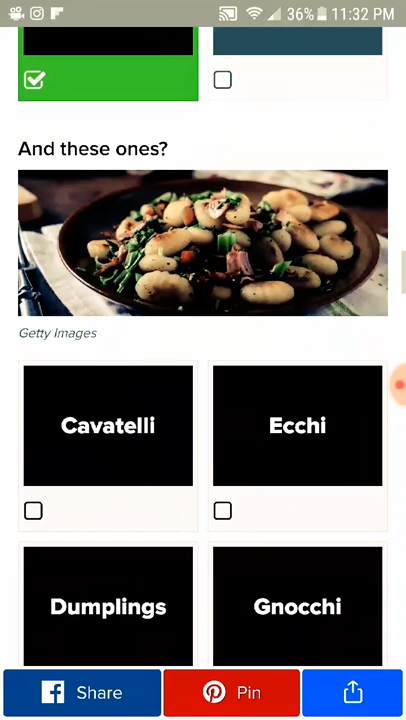 36% 11:32 PM
And these ones?
Getty Images
Cavatelli
Ecchi
Dumplings
Gnocchi
Share
Pin